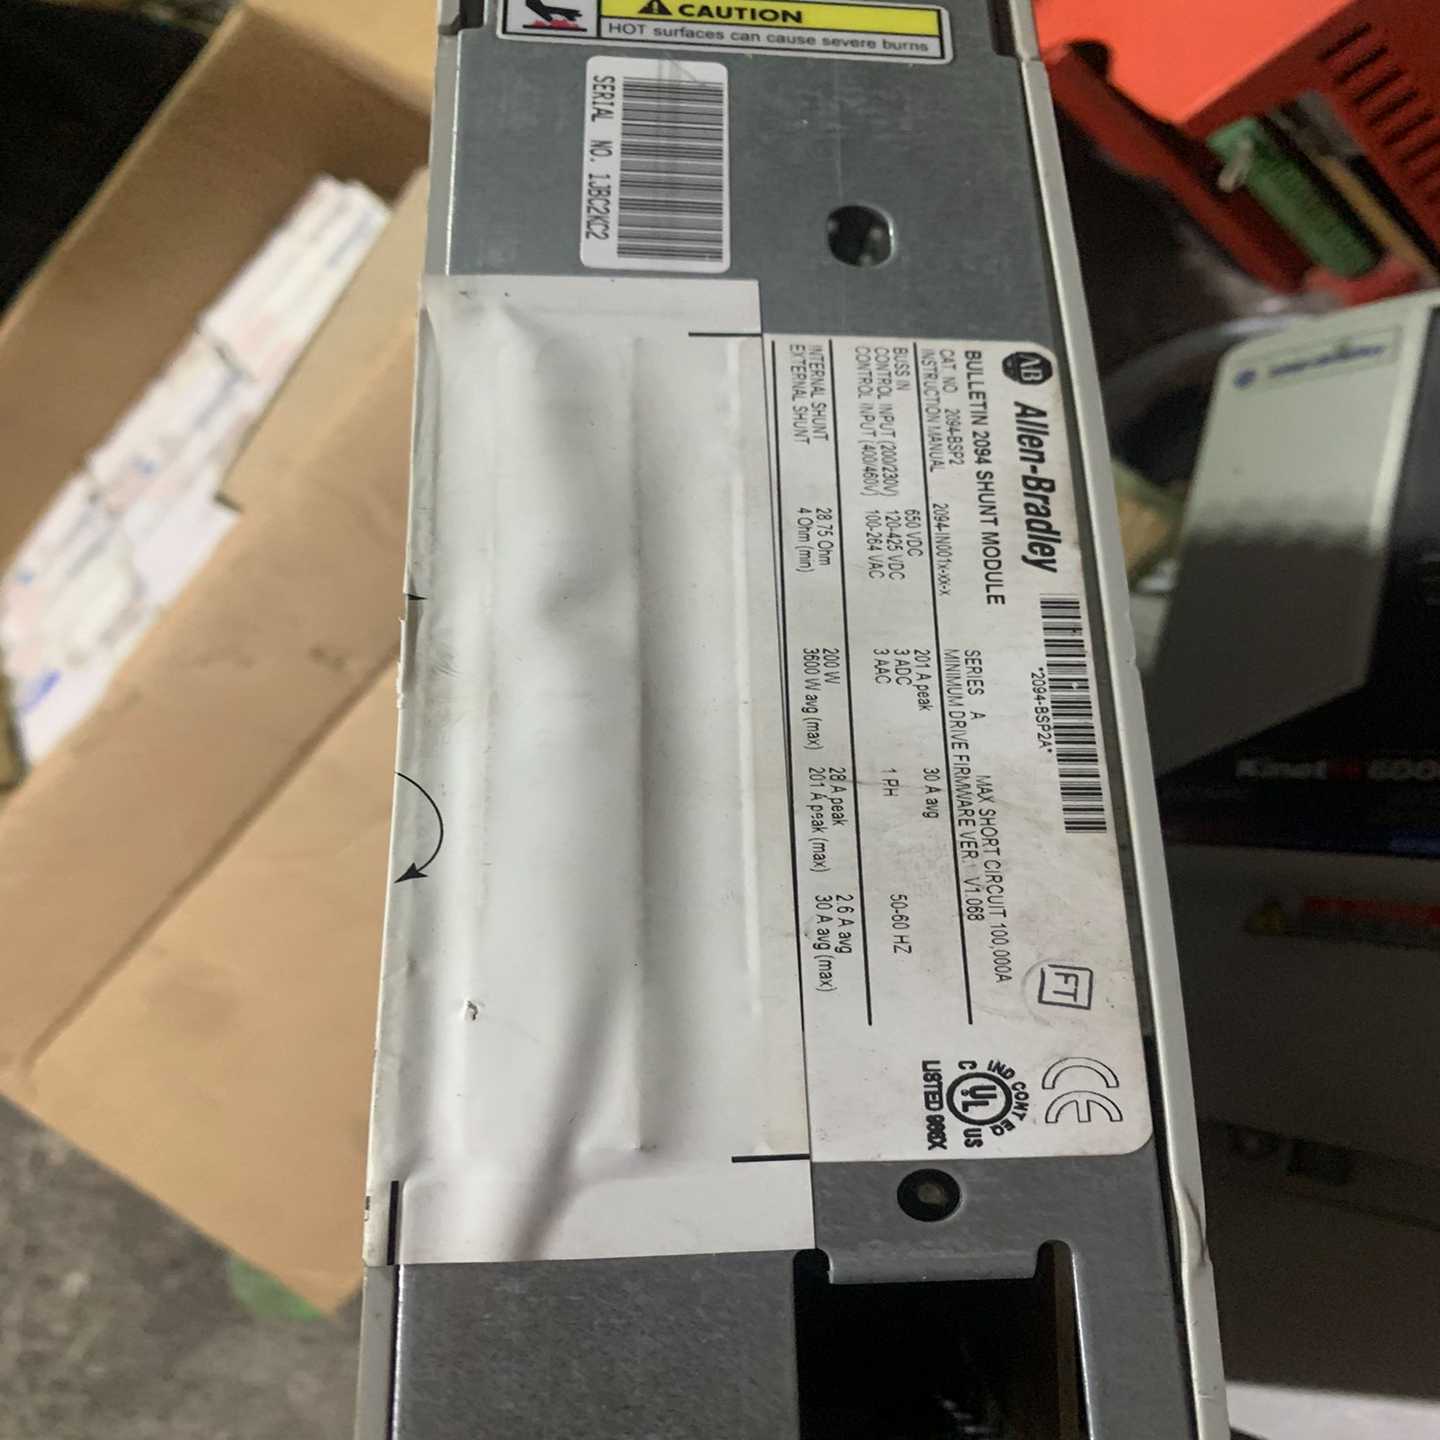 CAUTION
HOT surfaces can cause severe burns
SERIAL NO. 1JBC2KC2
AB Allen-Bradley
*2094-BSP2A*
BULLETIN 2094 SHUNT MODULE
CAT. NO. 2094-BSP2 SERIES A MAX SHORT CIRCUIT 100,000A
INSTRUCTION MANUAL 2094-IN001x-xx-x MINIMUM DRIVE FIRMWARE VER: V1.068
BUSS IN 650 VDC 201 A peak 30 A avg
CONTROL INPUT (200/230V) 120-425 VDC 3 ADC
CONTROL INPUT (400/460V) 100-264 VAC 3 AAC 1 PH 50-60 HZ
INTERNAL SHUNT 28.75 Ohm 200 W 28 A peak 2.6 A avg
EXTERNAL SHUNT 4 Ohm (min) 3600 W avg (max) 201 A peak (max) 30 A avg (max)
FT
CE
IND CONT EQ
C UL US
LISTED 966X